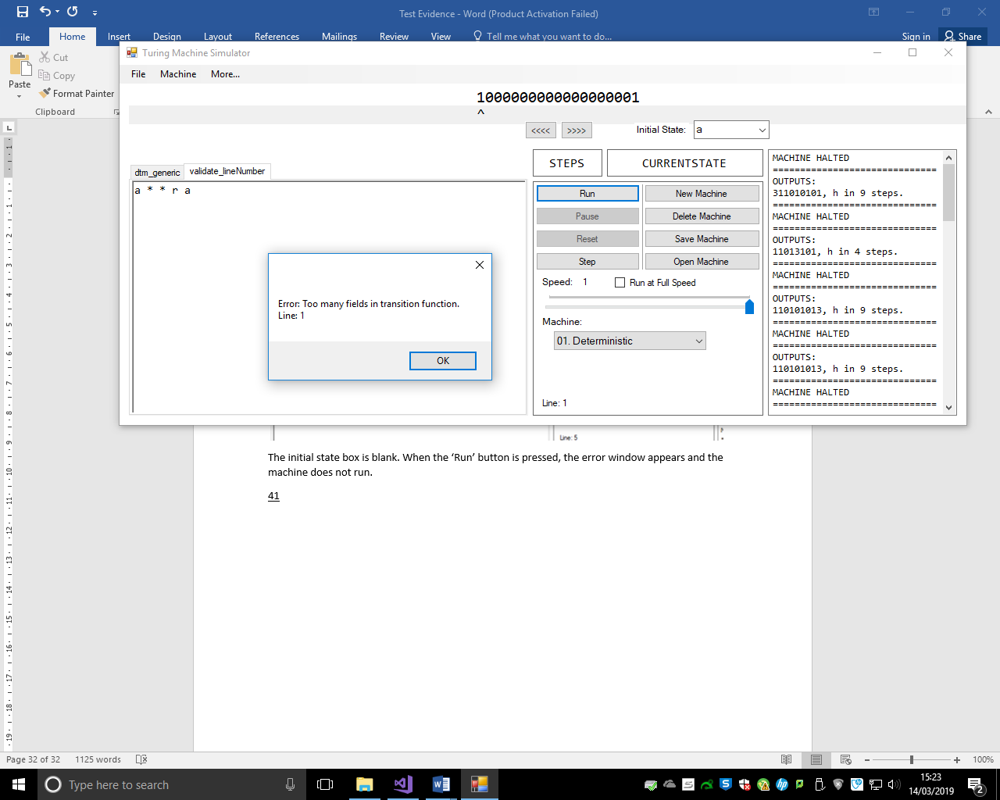 Test Evidence - Word (Product Activation Failed)
File Home Insert Design Layout References Mailings Review View Tell me what you want to do... Sign in Share
Cut
Copy
Paste
Format Painter
Clipboard
Turing Machine Simulator
File Machine More...
1000000000000000001
^
<<<< >>>> Initial State: a
dtm_generic validate_lineNumber
a * * r a
STEPS CURRENTSTATE
Run New Machine
Pause Delete Machine
Reset Save Machine
Step Open Machine
Speed: 1 Run at Full Speed
Machine:
01. Deterministic
Line: 1
MACHINE HALTED
==============================
OUTPUTS:
311010101, h in 9 steps.
==============================
MACHINE HALTED
==============================
OUTPUTS:
11013101, h in 4 steps.
==============================
MACHINE HALTED
==============================
OUTPUTS:
110101013, h in 9 steps.
==============================
MACHINE HALTED
==============================
OUTPUTS:
110101013, h in 9 steps.
==============================
MACHINE HALTED
==============================
Error: Too many fields in transition function.
Line: 1
OK
Line: 5
The initial state box is blank. When the ‘Run’ button is pressed, the error window appears and the
machine does not run.
41
Page 32 of 32 1125 words 100%
Type here to search
15:23
14/03/2019
2